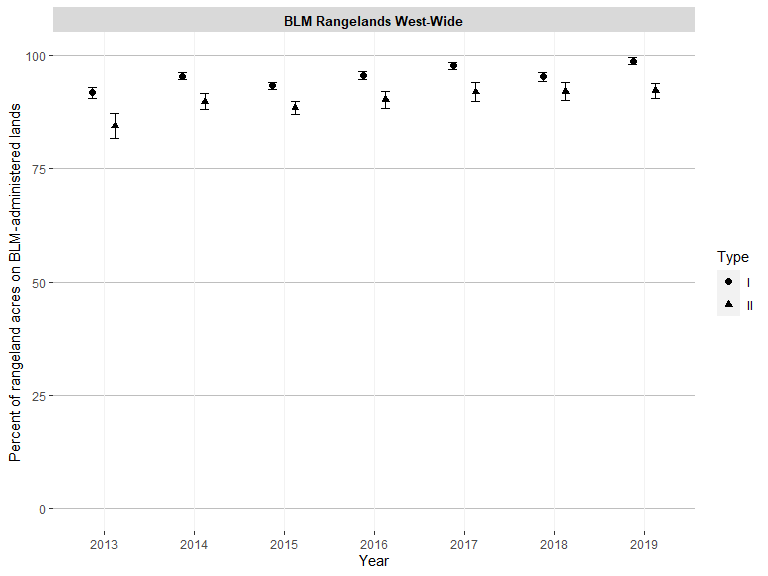 BLM Rangelands West-Wide
Percent of rangeland acres on BLM-administered lands
100
75
50
25
0
2013 2014 2015 2016 2017 2018 2019
Year
Type
I
II